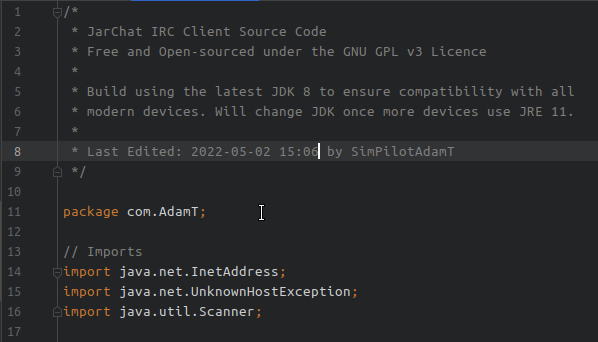 1 /*
2  * JarChat IRC Client Source Code
3  * Free and Open-sourced under the GNU GPL v3 Licence
4  *
5  * Build using the latest JDK 8 to ensure compatibility with all
6  * modern devices. Will change JDK once more devices use JRE 11.
7  *
8  * Last Edited: 2022-05-02 15:06 by SimPilotAdamT
9  */
10
11 package com.AdamT;
12
13 // Imports
14 import java.net.InetAddress;
15 import java.net.UnknownHostException;
16 import java.util.Scanner;
17